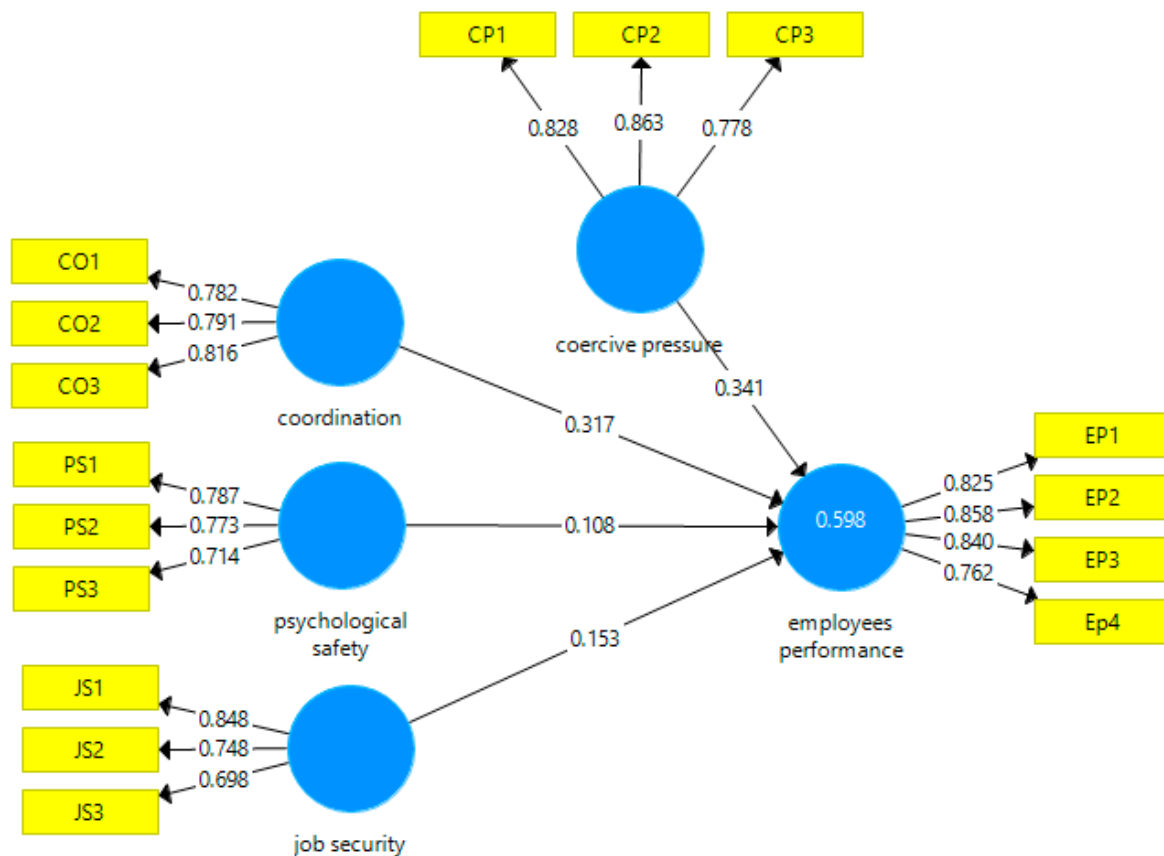 CP1
CP2
CP3
0.828
0.863
0.778
coercive pressure
0.341
CO1
CO2
CO3
0.782
0.791
0.816
coordination
0.317
PS1
PS2
PS3
0.787
0.773
0.714
psychological
safety
0.108
JS1
JS2
JS3
0.848
0.748
0.698
job security
0.153
0.598
employees
performance
0.825
0.858
0.840
0.762
EP1
EP2
EP3
Ep4